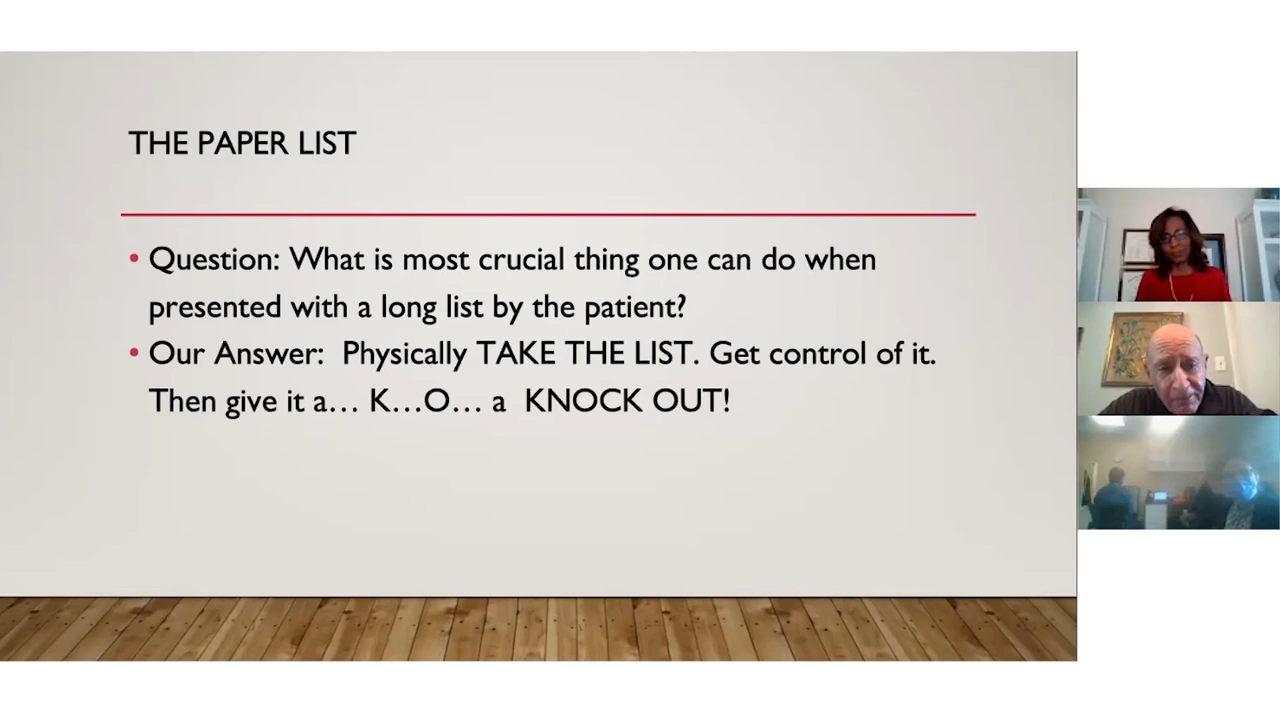 THE PAPER LIST
• Question: What is most crucial thing one can do when
presented with a long list by the patient?
• Our Answer:  Physically TAKE THE LIST. Get control of it.
Then give it a… K…O… a  KNOCK OUT!